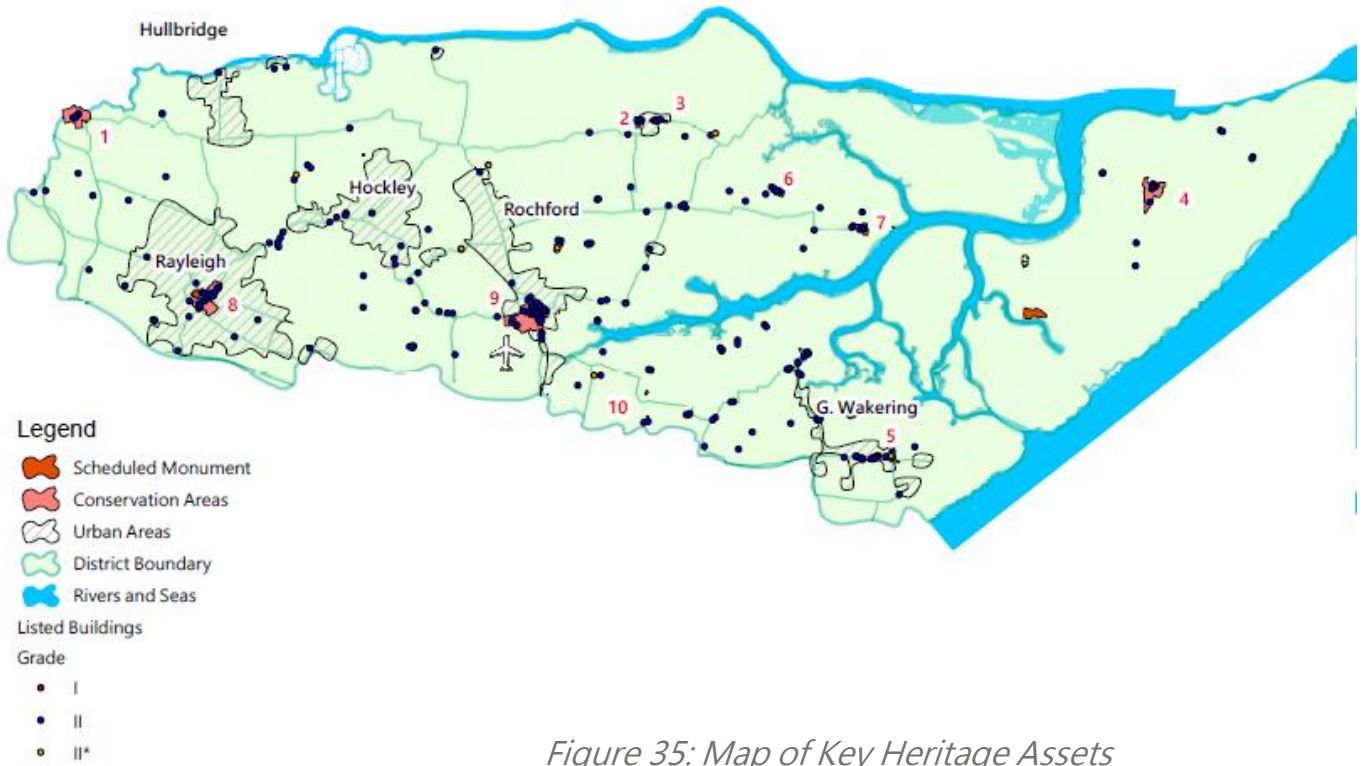 Hullbridge
3
2
1
6
Hockley
4
Rochford
7
Rayleigh
9
8
10
G. Wakering
5
Legend
Scheduled Monument
Conservation Areas
Urban Areas
District Boundary
Rivers and Seas
Listed Buildings
Grade
I
II
II*
Figure 35: Map of Key Heritage Assets